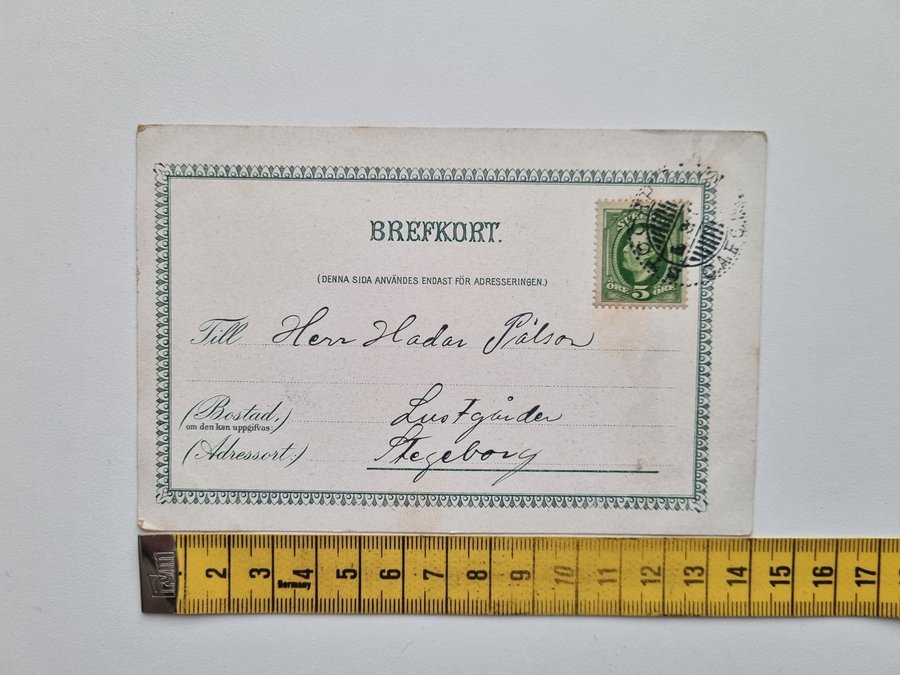 BREFKORT.
(DENNA SIDA ANVÄNDES ENDAST FÖR ADRESSERINGEN.)
5
ÖRE ÖRE
Till Herr Hadar Pålson
(Bostad,)
om den kan uppgifvas:
Lustgården
(Adressort:)
Stegeborg
2 3 4 5 6 7 8 9 10 11 12 13 14 15 16 17
Germany